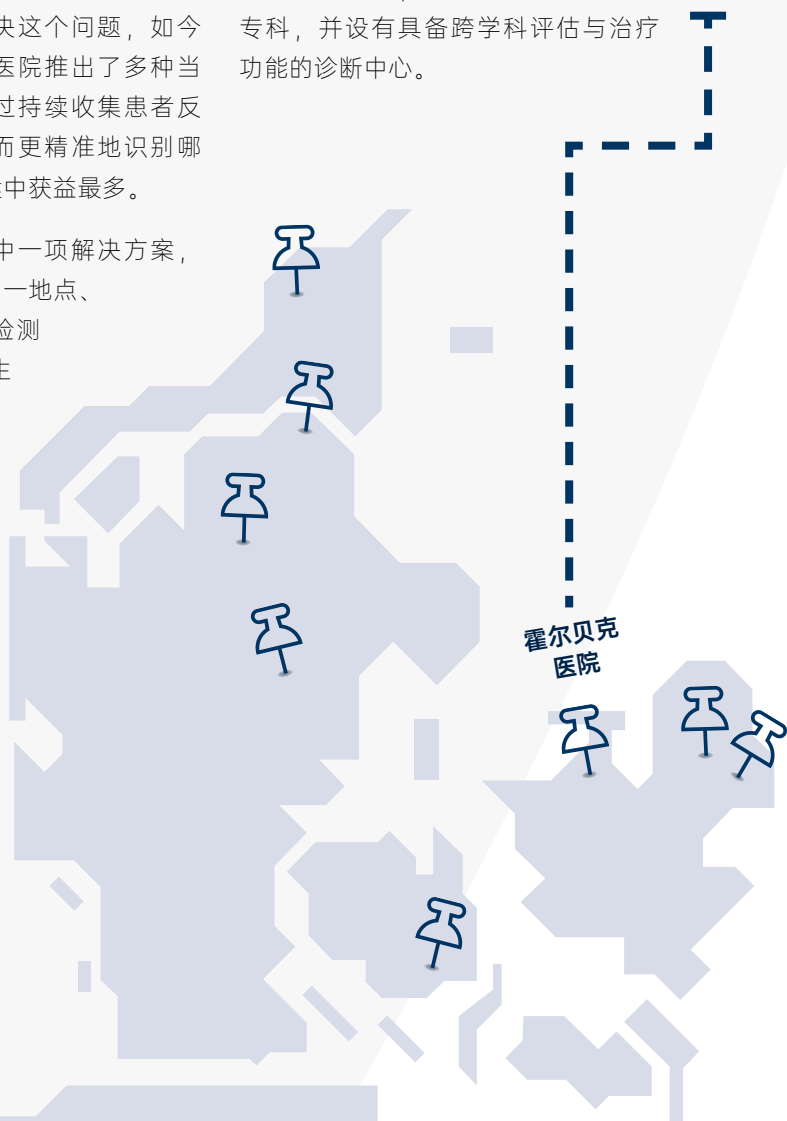 决这个问题，如今
医院推出了多种当
过持续收集患者反
而更精准地识别哪
中获益最多。
中一项解决方案，
一地点、
检测
专科，并设有具备跨学科评估与治疗
功能的诊断中心。
霍尔贝克
医院